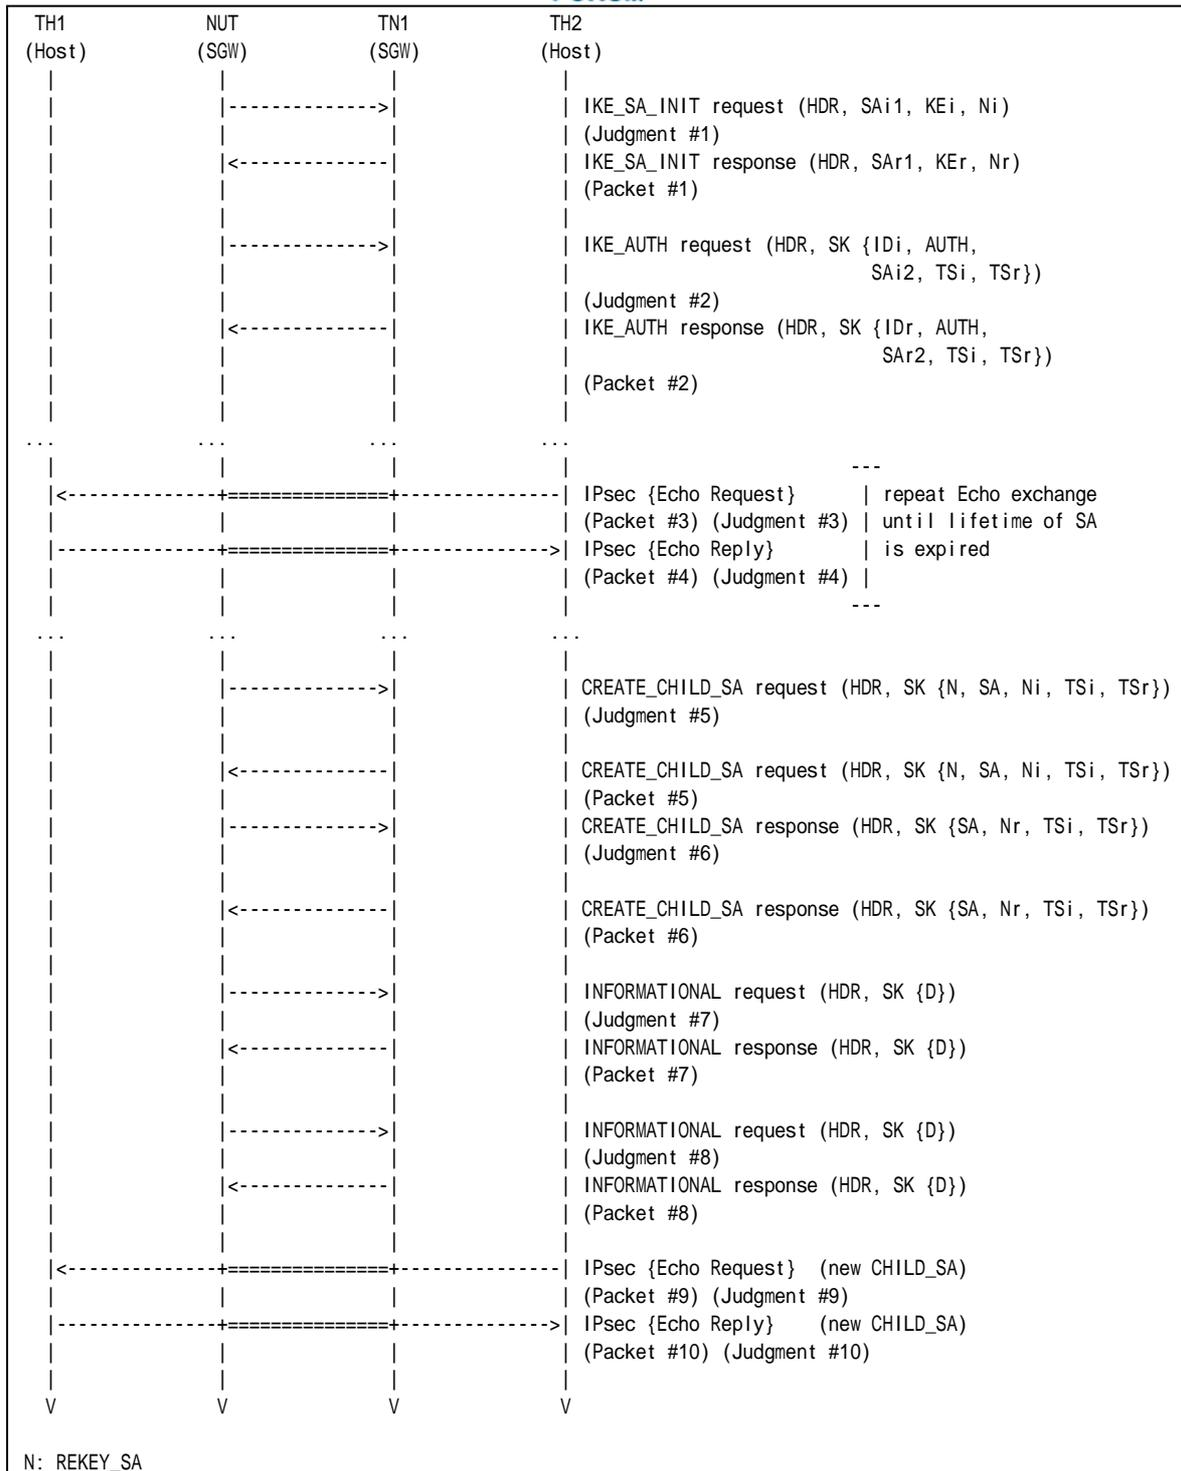 TH1 NUT TN1 TH2
(Host) (SGW) (SGW) (Host)
| | | |
| |-------------->| | IKE_SA_INIT request (HDR, SAi1, KEi, Ni)
| | | | (Judgment #1)
| |<--------------| | IKE_SA_INIT response (HDR, SAr1, KEr, Nr)
| | | | (Packet #1)
| | | |
| |-------------->| | IKE_AUTH request (HDR, SK {IDi, AUTH,
| | | | SAi2, TSi, TSr})
| | | | (Judgment #2)
| |<--------------| | IKE_AUTH response (HDR, SK {IDr, AUTH,
| | | | SAr2, TSi, TSr})
| | | | (Packet #2)
| | | |
... ... ... ...
| | | | ---
|<--------------+===============+---------------| IPsec {Echo Request} | repeat Echo exchange
| | | | (Packet #3) (Judgment #3) | until lifetime of SA
|---------------+===============+-------------->| IPsec {Echo Reply} | is expired
| | | | (Packet #4) (Judgment #4) |
| | | | ---
... ... ... ...
| | | |
| |-------------->| | CREATE_CHILD_SA request (HDR, SK {N, SA, Ni, TSi, TSr})
| | | | (Judgment #5)
| | | |
| |<--------------| | CREATE_CHILD_SA request (HDR, SK {N, SA, Ni, TSi, TSr})
| | | | (Packet #5)
| |-------------->| | CREATE_CHILD_SA response (HDR, SK {SA, Nr, TSi, TSr})
| | | | (Judgment #6)
| | | |
| |<--------------| | CREATE_CHILD_SA response (HDR, SK {SA, Nr, TSi, TSr})
| | | | (Packet #6)
| | | |
| |-------------->| | INFORMATIONAL request (HDR, SK {D})
| | | | (Judgment #7)
| |<--------------| | INFORMATIONAL response (HDR, SK {D})
| | | | (Packet #7)
| | | |
| |-------------->| | INFORMATIONAL request (HDR, SK {D})
| | | | (Judgment #8)
| |<--------------| | INFORMATIONAL response (HDR, SK {D})
| | | | (Packet #8)
| | | |
|<--------------+===============+---------------| IPsec {Echo Request} (new CHILD_SA)
| | | | (Packet #9) (Judgment #9)
|---------------+===============+-------------->| IPsec {Echo Reply} (new CHILD_SA)
| | | | (Packet #10) (Judgment #10)
| | | |
V V V V
N: REKEY_SA